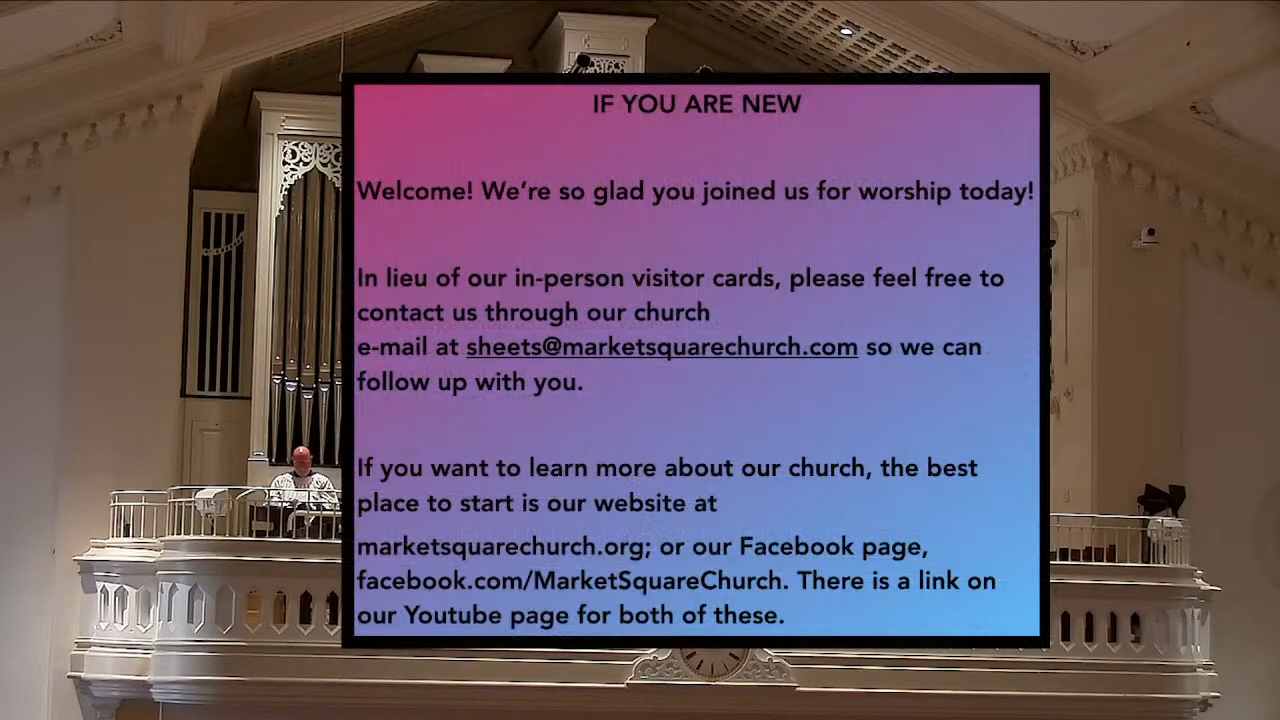 IF YOU ARE NEW
Welcome! We're so glad you joined us for worship today!
In lieu of our in-person visitor cards, please feel free to
contact us through our church
e-mail at sheets@marketsquarechurch.com so we can
follow up with you.
If you want to learn more about our church, the best
place to start is our website at
marketsquarechurch.org; or our Facebook page,
facebook.com/MarketSquareChurch. There is a link on
our Youtube page for both of these.